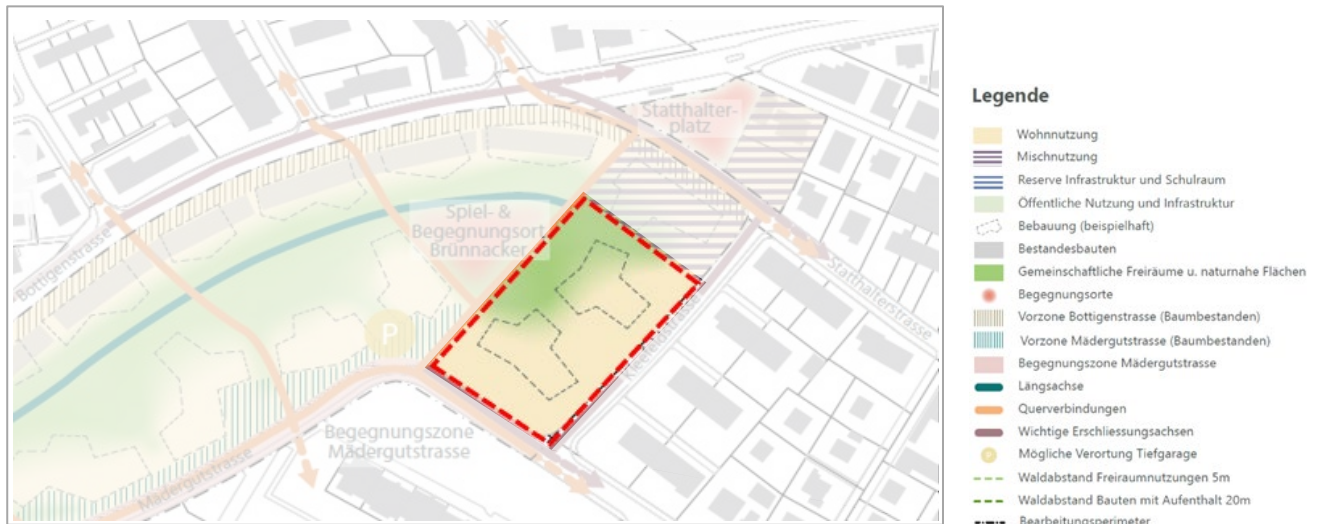 Statthalter-
platz
Spiel- &
Begegnungsort
Brünnacker
Bottigenstrasse
P
Statthalterstrasse
Kleefeldstrasse
Begegnungszone
Mädergutstrasse
Mädergutstrasse
Legende
Wohnnutzung
Mischnutzung
Reserve Infrastruktur und Schulraum
Öffentliche Nutzung und Infrastruktur
Bebauung (beispielhaft)
Bestandesbauten
Gemeinschaftliche Freiräume u. naturnahe Flächen
Begegnungsorte
Vorzone Bottigenstrasse (Baumbestanden)
Vorzone Mädergutstrasse (Baumbestanden)
Begegnungszone Mädergutstrasse
Längsachse
Querverbindungen
Wichtige Erschliessungsachsen
P Mögliche Verortung Tiefgarage
Waldabstand Freiraumnutzungen 5m
Waldabstand Bauten mit Aufenthalt 20m
Bearbeitungsperimeter